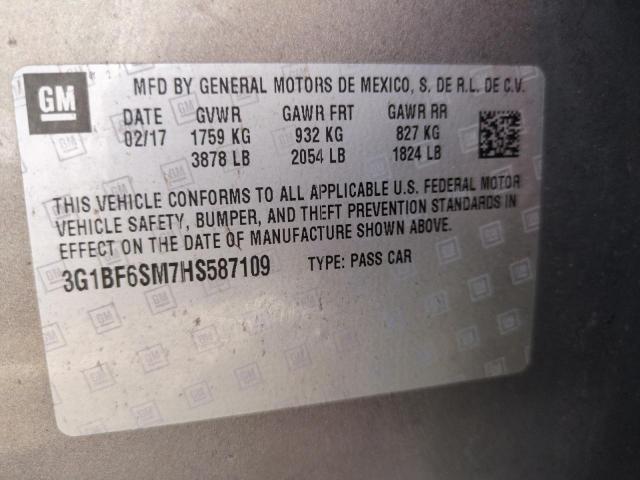 GM
MFD BY GENERAL MOTORS DE MEXICO, S. DE R.L. DE C.V.
DATE GVWR GAWR FRT GAWR RR
02/17 1759 KG 932 KG 827 KG
3878 LB 2054 LB 1824 LB
THIS VEHICLE CONFORMS TO ALL APPLICABLE U.S. FEDERAL MOTOR
VEHICLE SAFETY, BUMPER, AND THEFT PREVENTION STANDARDS IN
EFFECT ON THE DATE OF MANUFACTURE SHOWN ABOVE.
3G1BF6SM7HS587109 TYPE: PASS CAR